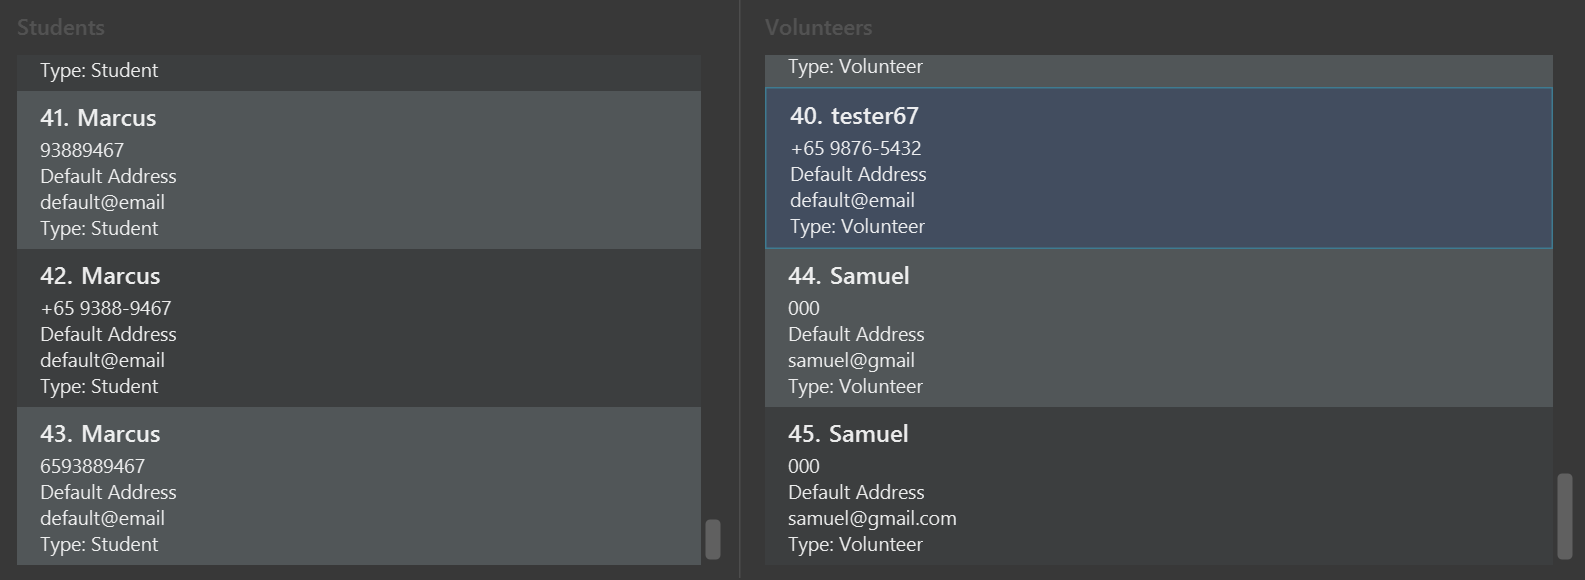 Students
Type: Student
41. Marcus
93889467
Default Address
default@email
Type: Student
42. Marcus
+65 9388-9467
Default Address
default@email
Type: Student
43. Marcus
6593889467
Default Address
default@email
Type: Student
Volunteers
Type: Volunteer
40. tester67
+65 9876-5432
Default Address
default@email
Type: Volunteer
44. Samuel
000
Default Address
samuel@gmail
Type: Volunteer
45. Samuel
000
Default Address
samuel@gmail.com
Type: Volunteer